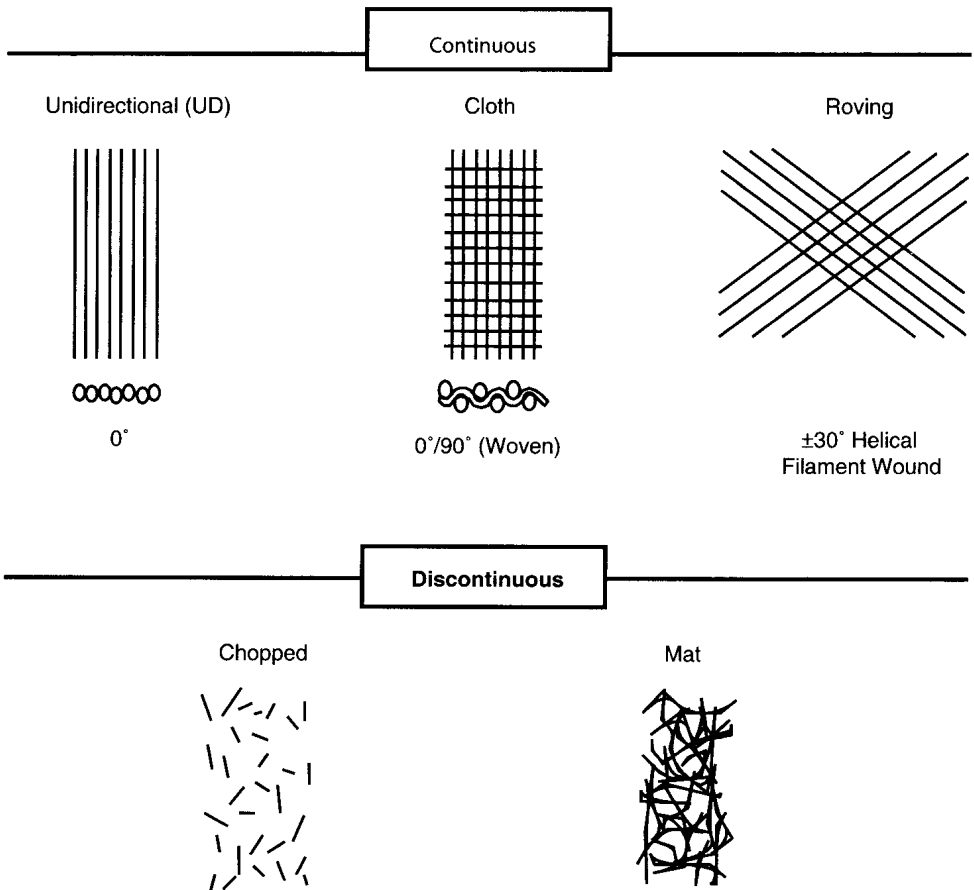 Continuous
Unidirectional (UD)
Cloth
Roving
0°
0°/90° (Woven)
±30° Helical
Filament Wound
Discontinuous
Chopped
Mat